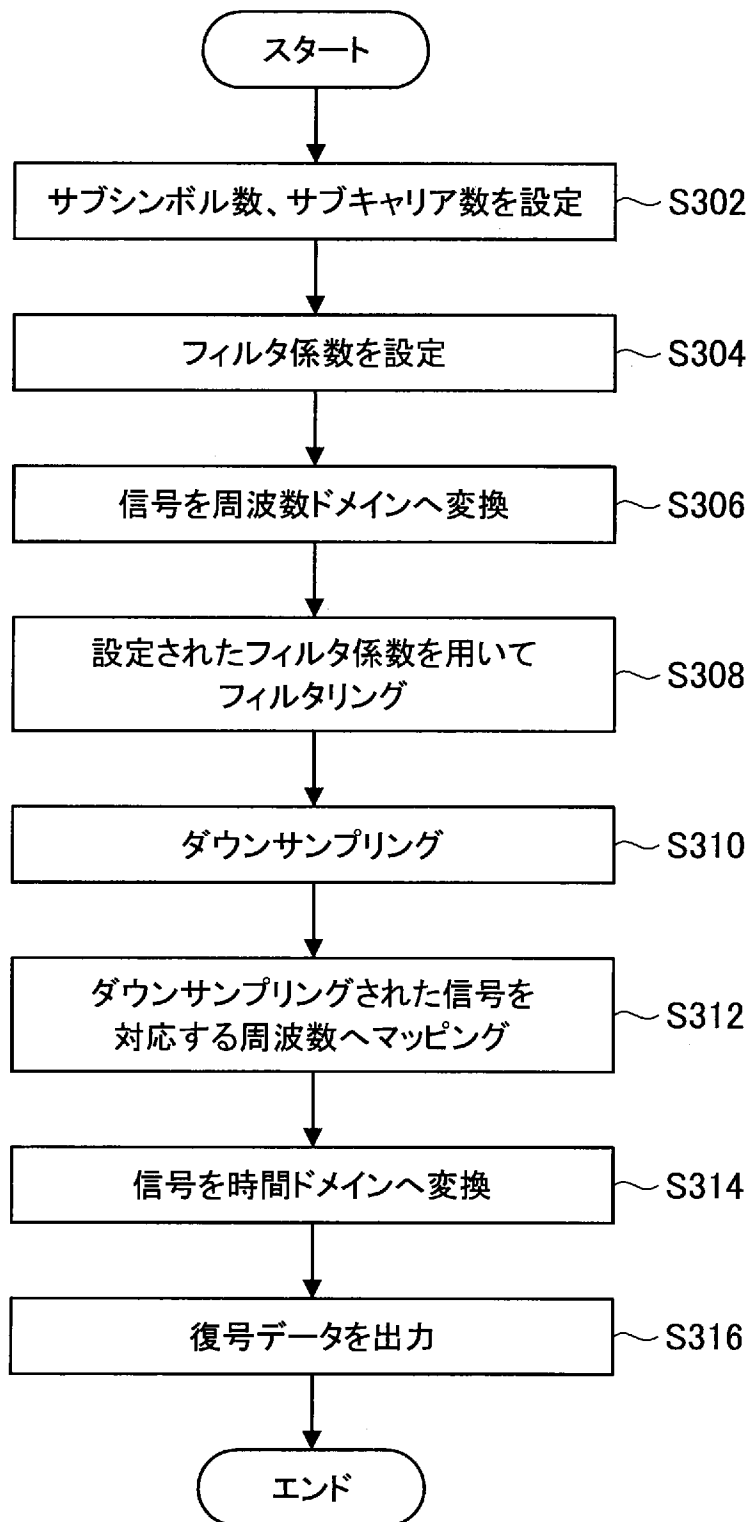 スタート
サブシンボル数、サブキャリア数を設定
S302
フィルタ係数を設定
S304
信号を周波数ドメインへ変換
S306
設定されたフィルタ係数を用いて
フィルタリング
S308
ダウンサンプリング
S310
ダウンサンプリングされた信号を
対応する周波数へマッピング
S312
信号を時間ドメインへ変換
S314
復号データを出力
S316
エンド